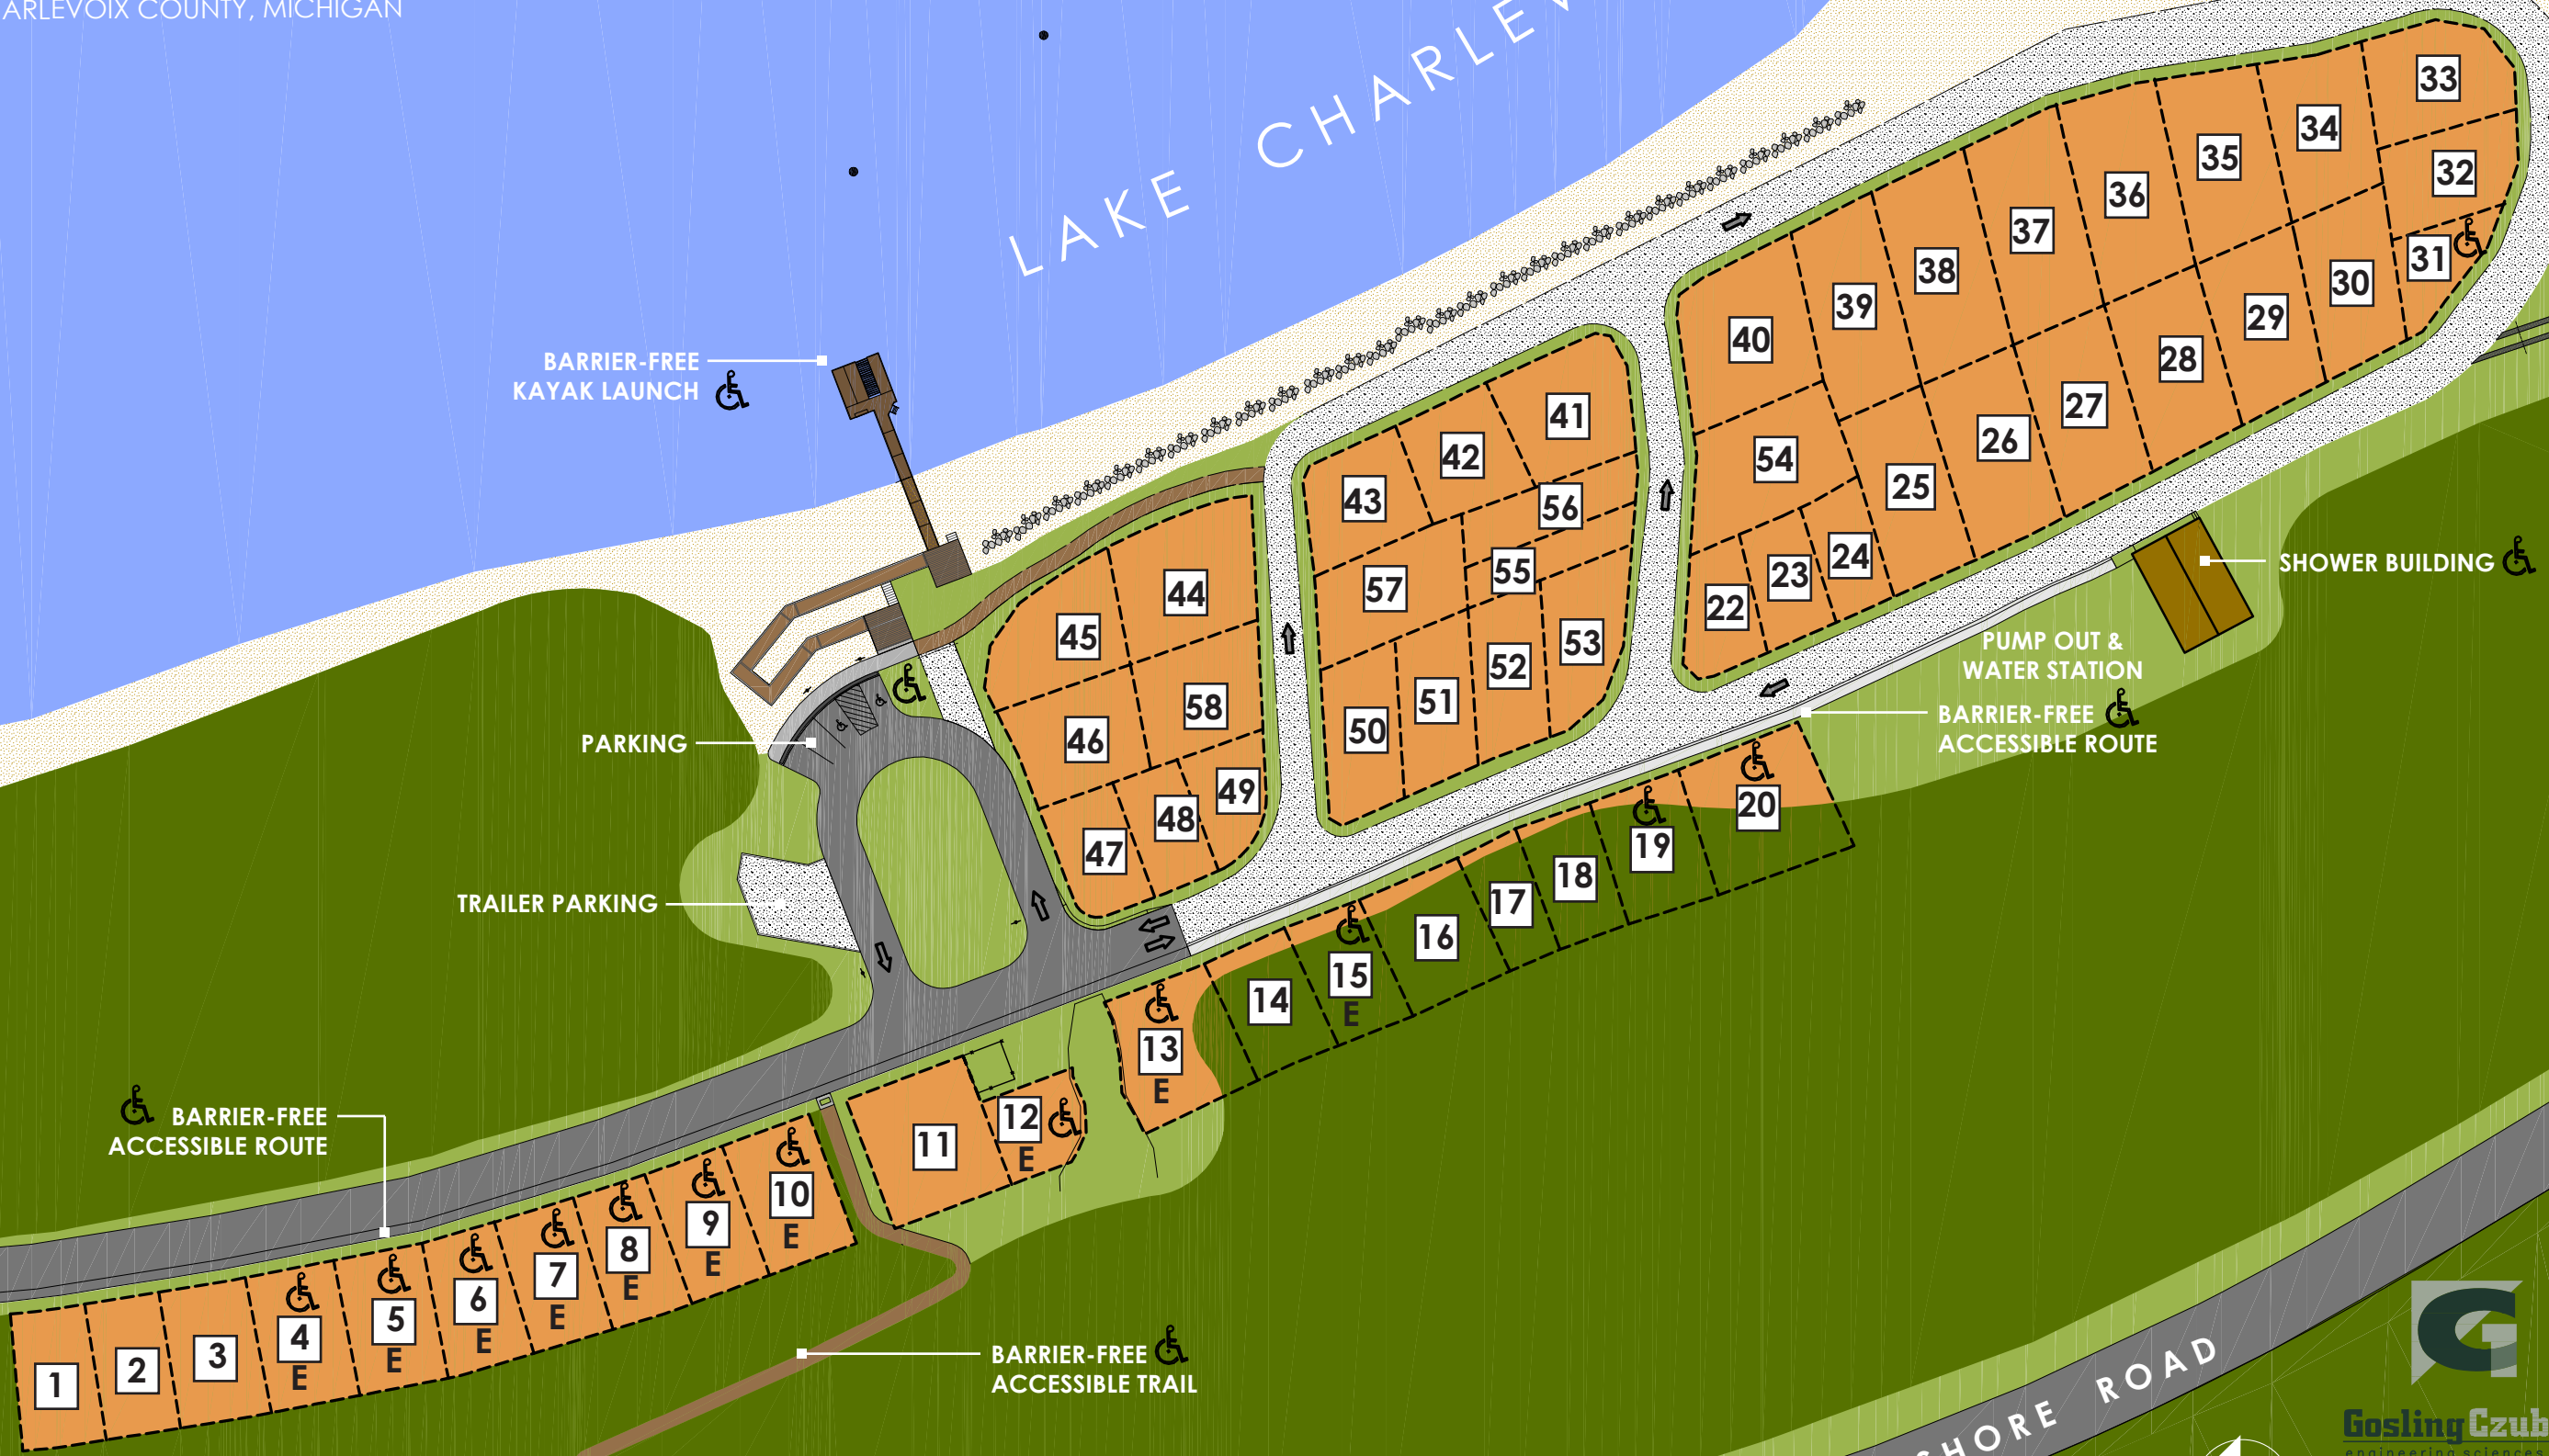 ARLEVOIX COUNTY, MICHIGAN
LAKE CHARLEV
BARRIER-FREE
KAYAK LAUNCH
33
34
35
32
36
31
37
30
38
29
39
28
40
27
41
26
42
54
25
43
56
24
55
23
57
22
44
53
45
52
51
58
50
46
49
48
47
SHOWER BUILDING
PUMP OUT &
WATER STATION
BARRIER-FREE
ACCESSIBLE ROUTE
PARKING
TRAILER PARKING
20
19
18
17
16
15
E
14
13
E
12
E
11
BARRIER-FREE
ACCESSIBLE ROUTE
10
E
9
E
8
E
7
E
6
E
5
E
4
E
3
2
1
BARRIER-FREE
ACCESSIBLE TRAIL
SHORE ROAD
G
GoslingCzub
engineering sciences